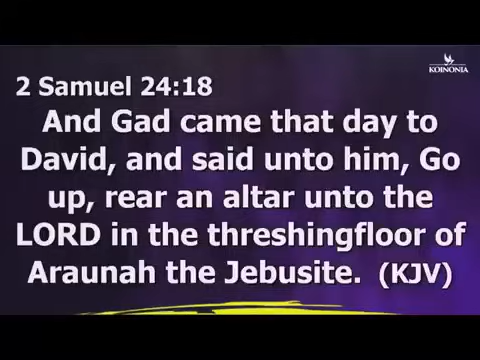 KOINONIA
2 Samuel 24:18
And Gad came that day to
David, and said unto him, Go
up, rear an altar unto the
LORD in the threshingfloor of
Araunah the Jebusite. (KJV)